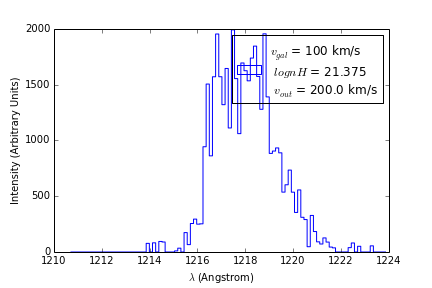 2000
1500
1000
500
0
1210 1212 1214 1216 1218 1220 1222 1224
Intensity (Arbitrary Units)
λ (Angstrom)
v_gal = 100 km/s
lognH = 21.375
v_out = 200.0 km/s